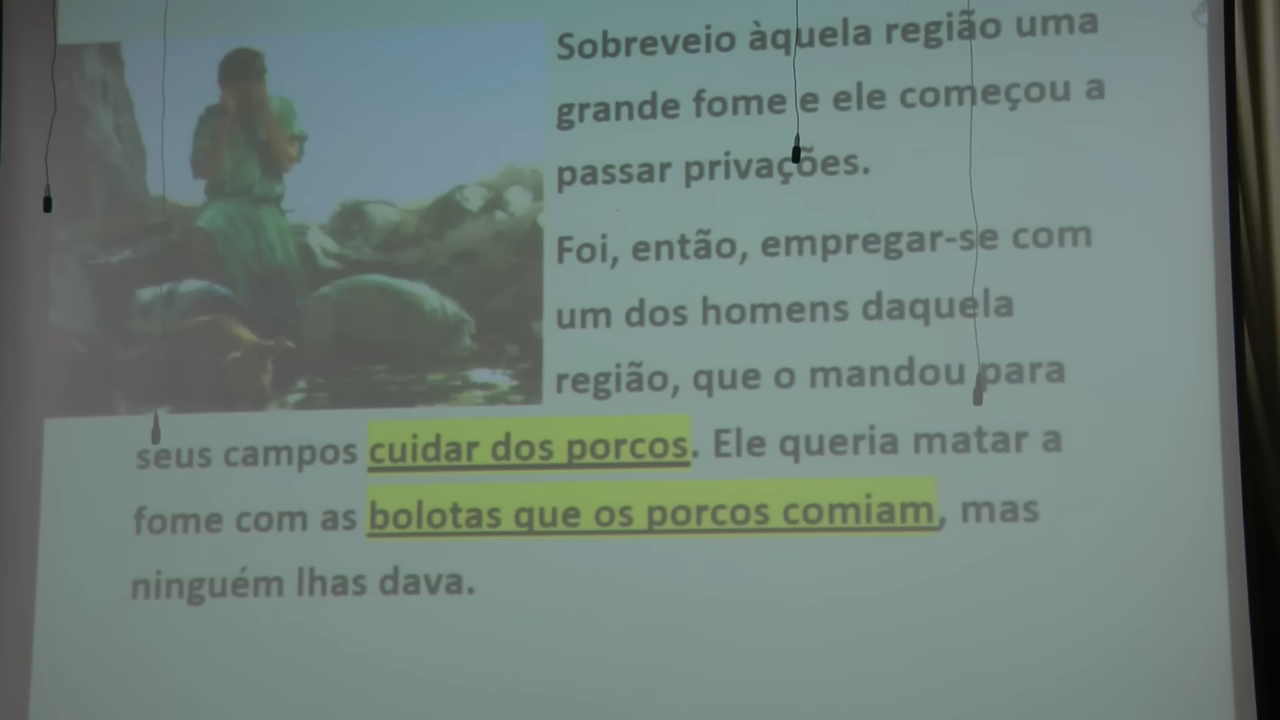 Sobreveio àquela região uma
grande fome e ele começou a
passar privações.
Foi, então, empregar-se com
um dos homens daquela
região, que o mandou para
seus campos cuidar dos porcos. Ele queria matar a
fome com as bolotas que os porcos comiam, mas
ninguém lhas dava.